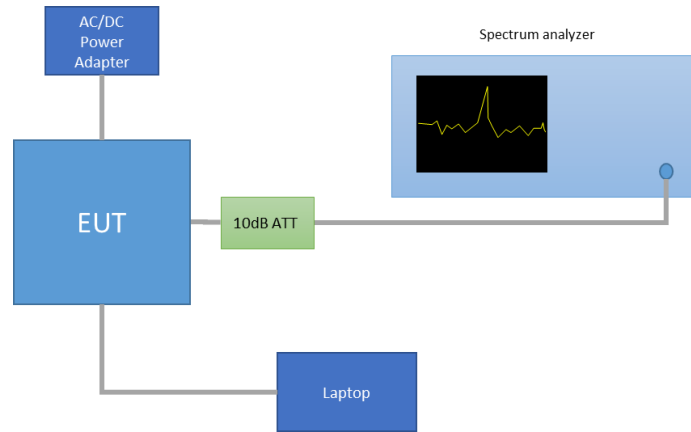 AC/DC
Power
Adapter
Spectrum analyzer
EUT
10dB ATT
Laptop